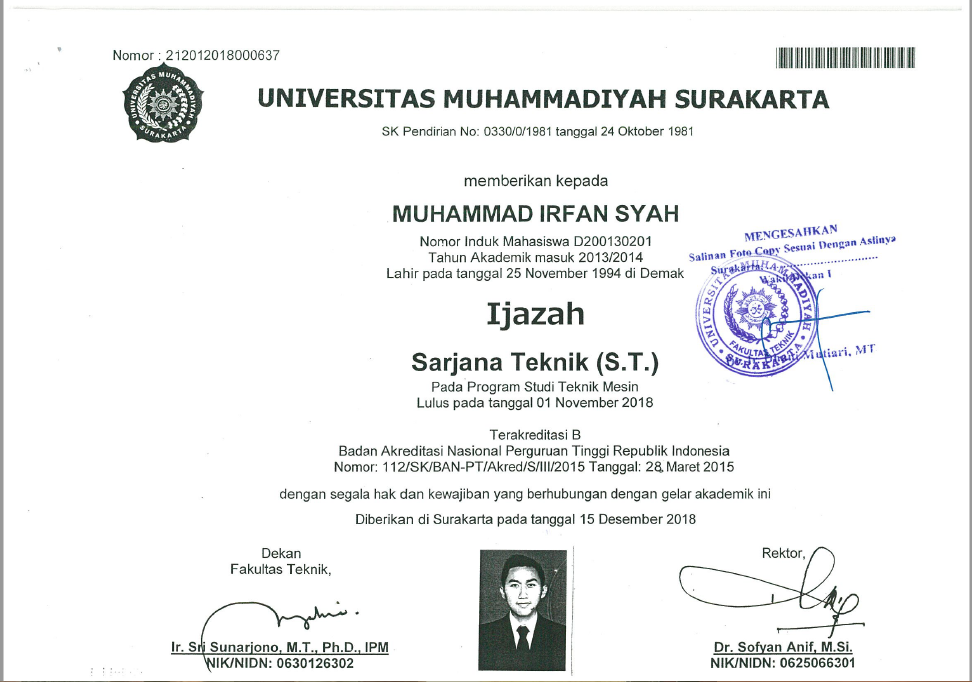 Nomor : 212012018000637
UNIVERSITAS MUHAMMADIYAH SURAKARTA
UNIVERSITAS MUHAMMADIYAH SURAKARTA
SK Pendirian No: 0330/0/1981 tanggal 24 Oktober 1981
memberikan kepada
MUHAMMAD IRFAN SYAH
Nomor Induk Mahasiswa D200130201
Tahun Akademik masuk 2013/2014
Lahir pada tanggal 25 November 1994 di Demak
MENGESAHKAN
Salinan Foto Copy Sesuai Dengan Aslinya
Surakarta,
Wakil Dekan I
UNIVERSITAS MUHAMMADIYAH
FAKULTAS TEKNIK
SURAKARTA
Mutiari, MT
Ijazah
Sarjana Teknik (S.T.)
Pada Program Studi Teknik Mesin
Lulus pada tanggal 01 November 2018
Terakreditasi B
Badan Akreditasi Nasional Perguruan Tinggi Republik Indonesia
Nomor: 112/SK/BAN-PT/Akred/S/III/2015 Tanggal: 28 Maret 2015
dengan segala hak dan kewajiban yang berhubungan dengan gelar akademik ini
Diberikan di Surakarta pada tanggal 15 Desember 2018
Dekan
Fakultas Teknik,
Ir. Sri Sunarjono, M.T., Ph.D., IPM
NIK/NIDN: 0630126302
Rektor,
Dr. Sofyan Anif, M.Si.
NIK/NIDN: 0625066301